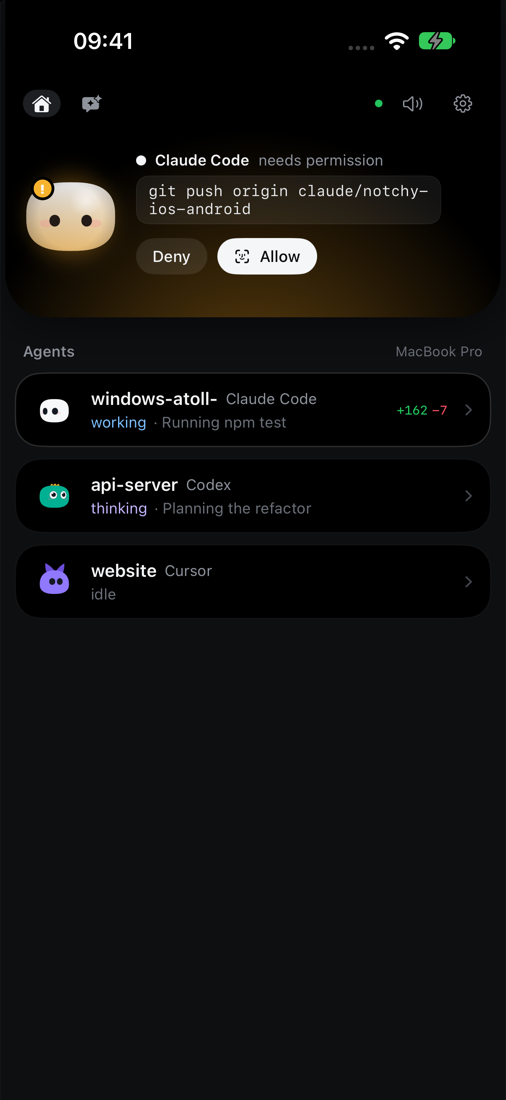 09:41
Claude Code needs permission
git push origin claude/notchy-
ios-android
Deny
Allow
Agents
MacBook Pro
windows-atoll- Claude Code
working · Running npm test
+162 −7
api-server Codex
thinking · Planning the refactor
website Cursor
idle